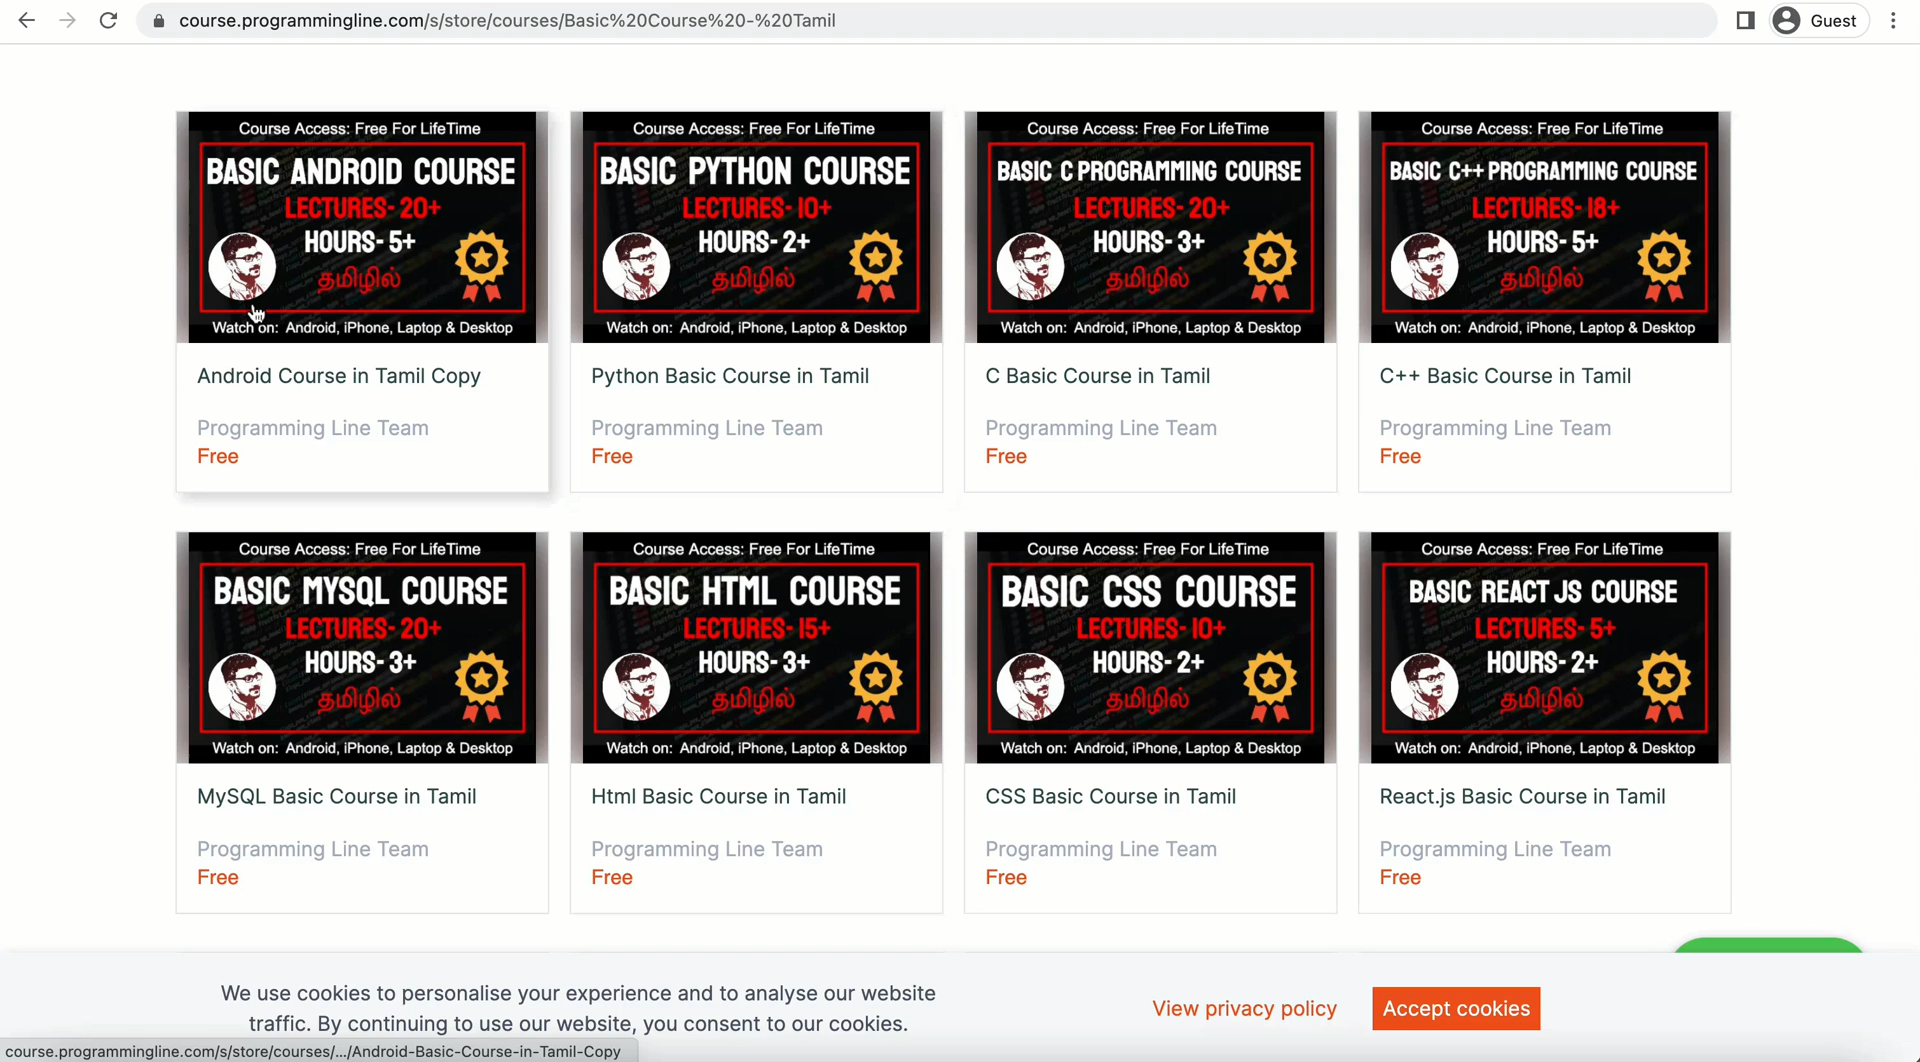 course.programmingline.com/s/store/courses/Basic%20Course%20-%20Tamil
Guest
Course Access: Free For LifeTime
BASIC ANDROID COURSE
LECTURES- 20+
HOURS- 5+
தமிழில்
Watch on: Android, iPhone, Laptop & Desktop
Android Course in Tamil Copy
Programming Line Team
Free
Course Access: Free For LifeTime
BASIC PYTHON COURSE
LECTURES- 10+
HOURS- 2+
தமிழில்
Watch on: Android, iPhone, Laptop & Desktop
Python Basic Course in Tamil
Programming Line Team
Free
Course Access: Free For LifeTime
BASIC C PROGRAMMING COURSE
LECTURES- 20+
HOURS- 3+
தமிழில்
Watch on: Android, iPhone, Laptop & Desktop
C Basic Course in Tamil
Programming Line Team
Free
Course Access: Free For LifeTime
BASIC C++ PROGRAMMING COURSE
LECTURES- 18+
HOURS- 5+
தமிழில்
Watch on: Android, iPhone, Laptop & Desktop
C++ Basic Course in Tamil
Programming Line Team
Free
Course Access: Free For LifeTime
BASIC MYSQL COURSE
LECTURES- 20+
HOURS- 3+
தமிழில்
Watch on: Android, iPhone, Laptop & Desktop
MySQL Basic Course in Tamil
Programming Line Team
Free
Course Access: Free For LifeTime
BASIC HTML COURSE
LECTURES- 15+
HOURS- 3+
தமிழில்
Watch on: Android, iPhone, Laptop & Desktop
Html Basic Course in Tamil
Programming Line Team
Free
Course Access: Free For LifeTime
BASIC CSS COURSE
LECTURES- 10+
HOURS- 2+
தமிழில்
Watch on: Android, iPhone, Laptop & Desktop
CSS Basic Course in Tamil
Programming Line Team
Free
Course Access: Free For LifeTime
BASIC REACT JS COURSE
LECTURES- 5+
HOURS- 2+
தமிழில்
Watch on: Android, iPhone, Laptop & Desktop
React.js Basic Course in Tamil
Programming Line Team
Free
We use cookies to personalise your experience and to analyse our website
traffic. By continuing to use our website, you consent to our cookies.
View privacy policy
Accept cookies
course.programmingline.com/s/store/courses/.../Android-Basic-Course-in-Tamil-Copy